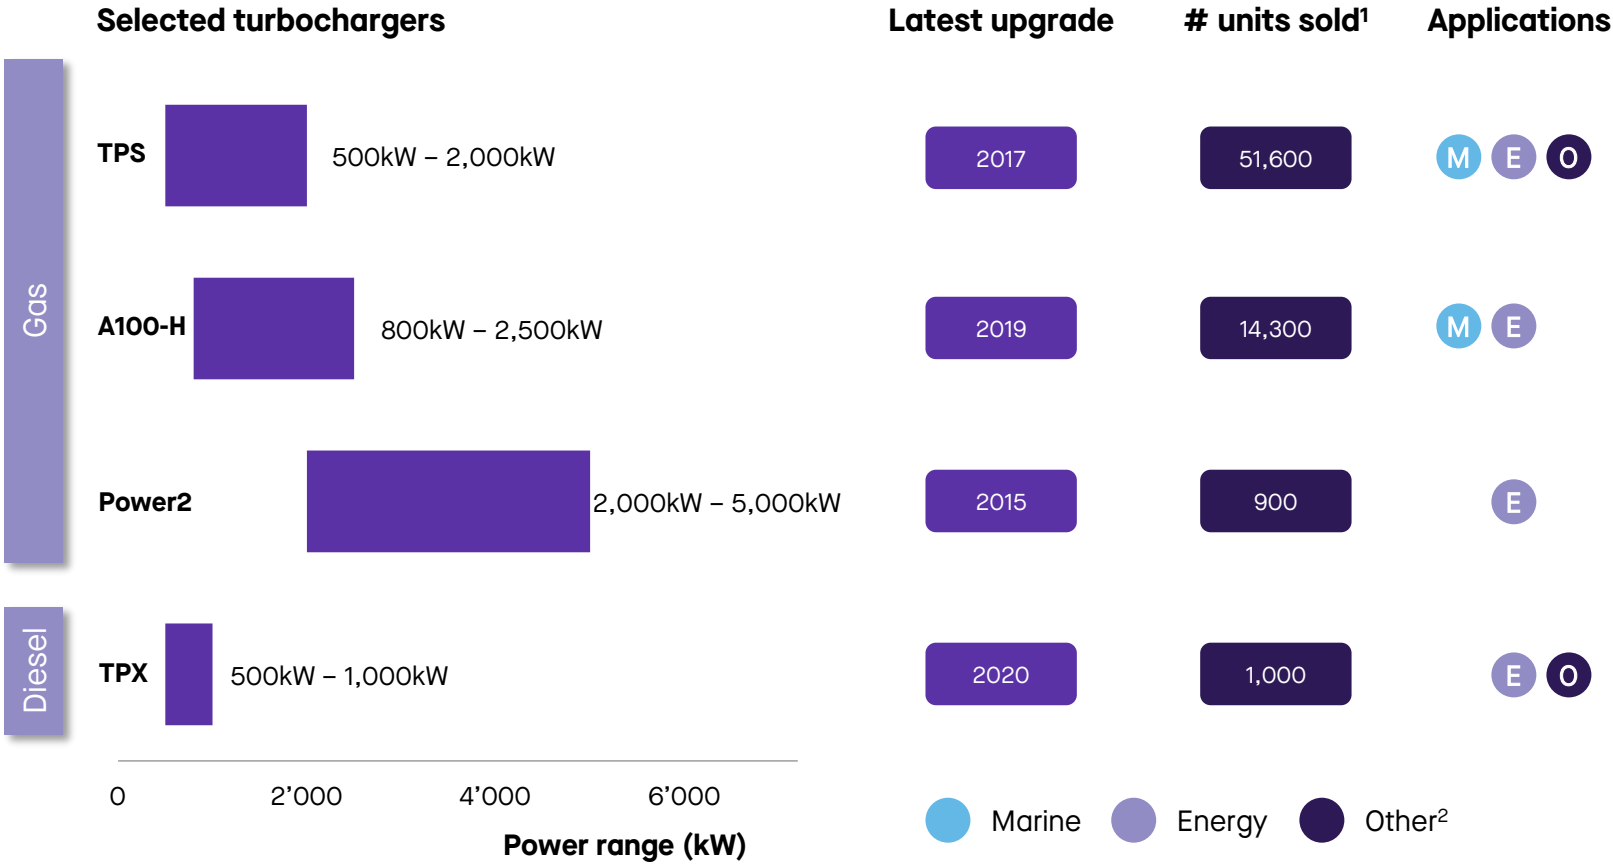 Selected turbochargers Latest upgrade # units sold¹ Applications
Gas
TPS 500kW – 2,000kW 2017 51,600 M E O
A100-H 800kW – 2,500kW 2019 14,300 M E
Power2 2,000kW – 5,000kW 2015 900 E
Diesel
TPX 500kW – 1,000kW 2020 1,000 E O
0 2’000 4’000 6’000
Power range (kW)
Marine Energy Other²